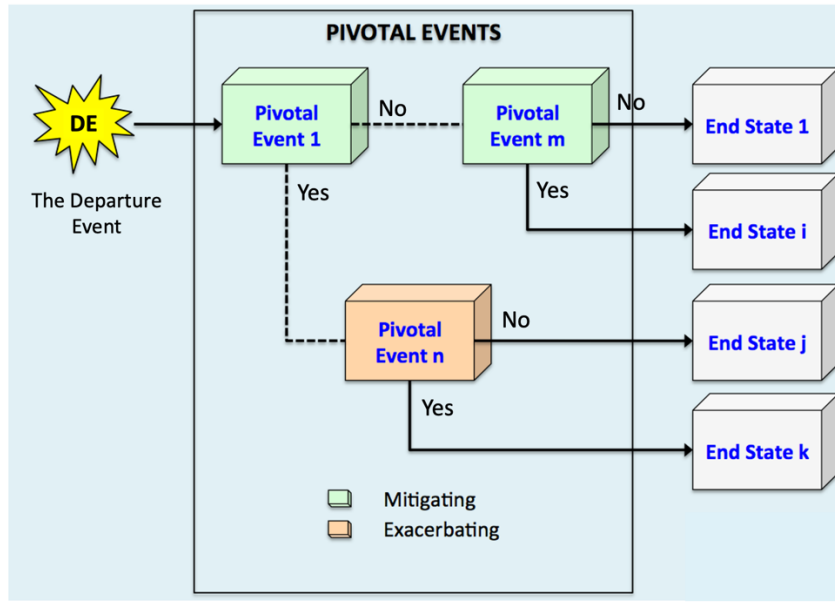 PIVOTAL EVENTS
DE
The Departure
Event
Pivotal
Event 1
No
Yes
Pivotal
Event m
No
Yes
End State 1
End State i
Pivotal
Event n
No
Yes
End State j
End State k
Mitigating
Exacerbating